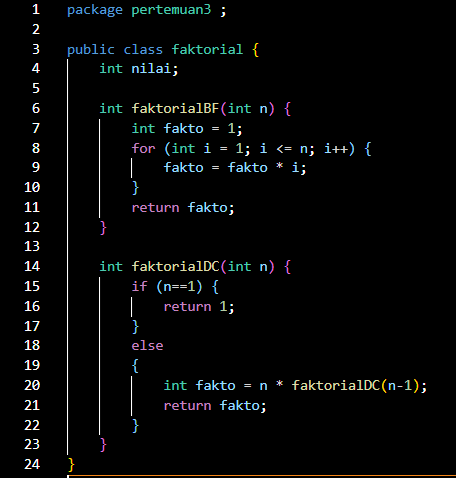 1 package pertemuan3 ;
2
3 public class faktorial {
4     int nilai;
5
6     int faktorialBF(int n) {
7         int fakto = 1;
8         for (int i = 1; i <= n; i++) {
9             fakto = fakto * i;
10         }
11         return fakto;
12     }
13
14     int faktorialDC(int n) {
15         if (n==1) {
16             return 1;
17         }
18         else
19         {
20             int fakto = n * faktorialDC(n-1);
21             return fakto;
22         }
23     }
24 }